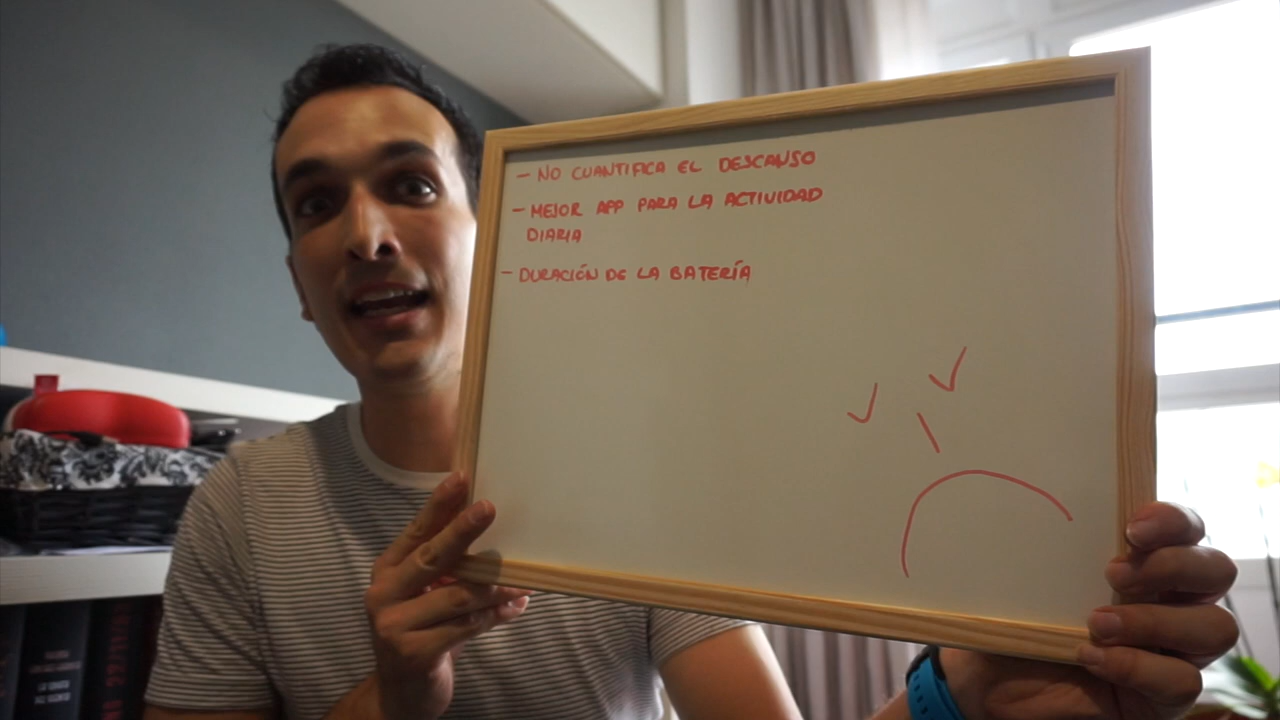 - NO CUANTIFICA EL DESCANSO
- MEJOR APP PARA LA ACTIVIDAD
DIARIA
- DURACIÓN DE LA BATERÍA